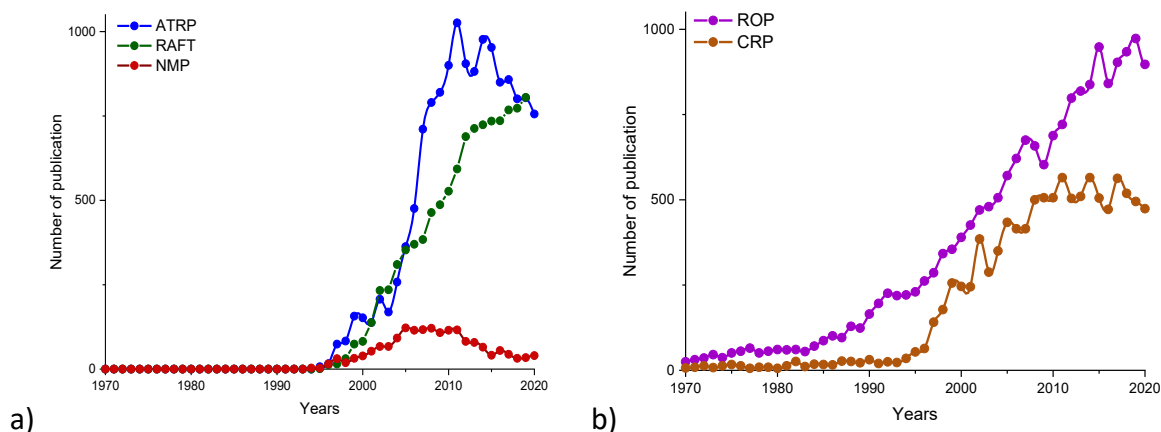 ATRP
RAFT
NMP
1000
500
0
Number of publication
1970
1980
1990
2000
2010
2020
Years
a)
ROP
CRP
1000
500
0
Number of publication
1970
1980
1990
2000
2010
2020
Years
b)